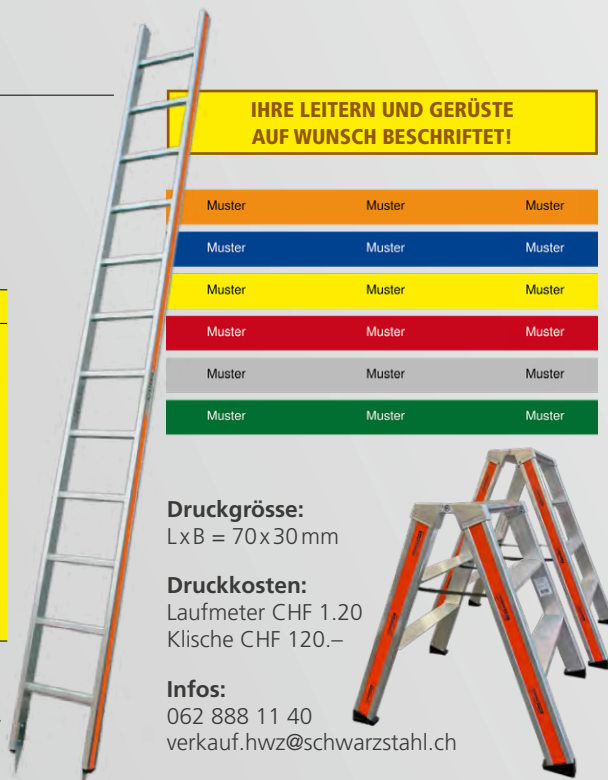 IHRE LEITERN UND GERÜSTE
AUF WUNSCH BESCHRIFTET!
Muster Muster Muster
Muster Muster Muster
Muster Muster Muster
Muster Muster Muster
Muster Muster Muster
Muster Muster Muster
Druckgrösse:
LxB = 70x30mm
Druckkosten:
Laufmeter CHF 1.20
Klische CHF 120.–
Infos:
062 888 11 40
verkauf.hwz@schwarzstahl.ch